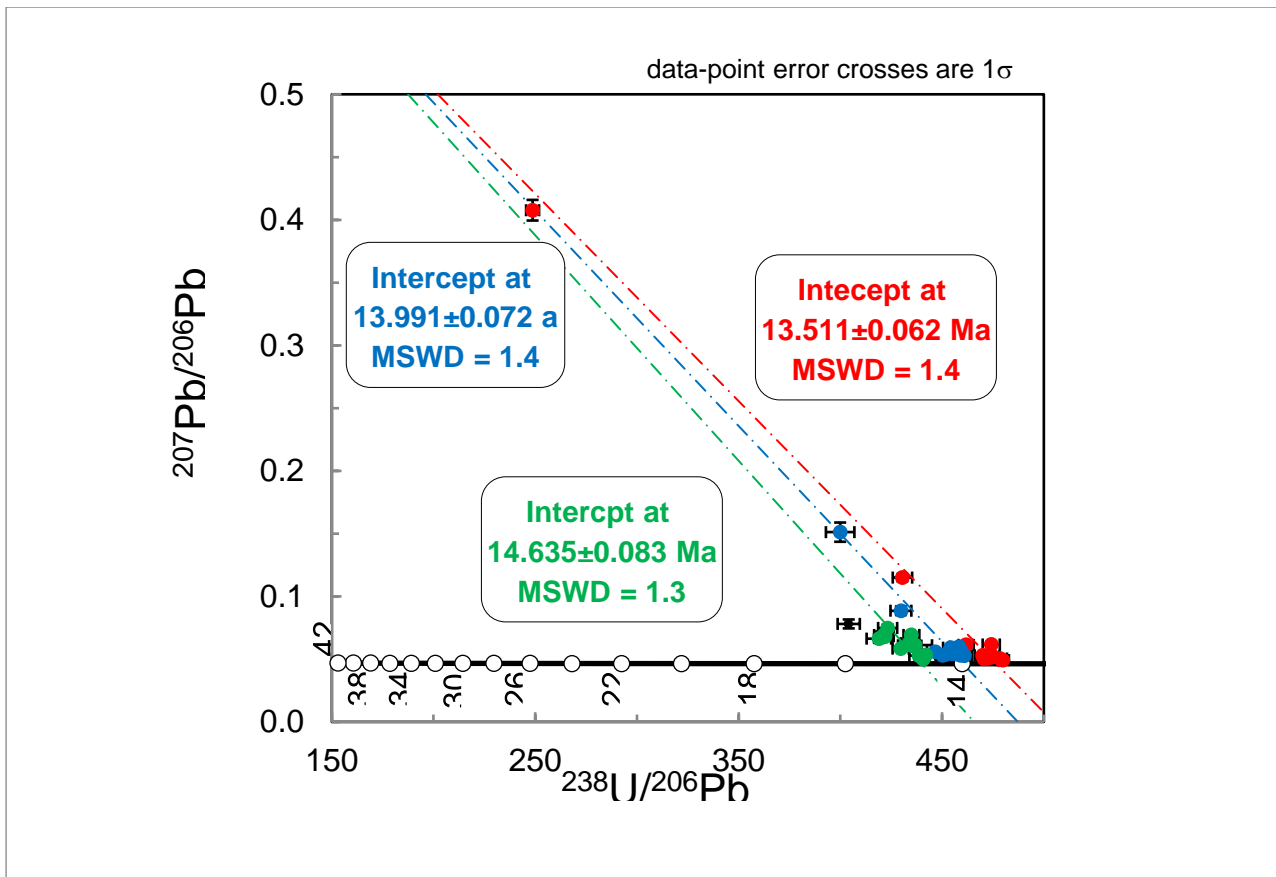 data-point error crosses are 1σ
0.5
0.4
0.3
0.2
0.1
0.0
207Pb/206Pb
Intercept at
13.991±0.072 a
MSWD = 1.4
Intecept at
13.511±0.062 Ma
MSWD = 1.4
Intercpt at
14.635±0.083 Ma
MSWD = 1.3
42
38
34
30
26
22
18
14
150
250
350
450
238U/206Pb